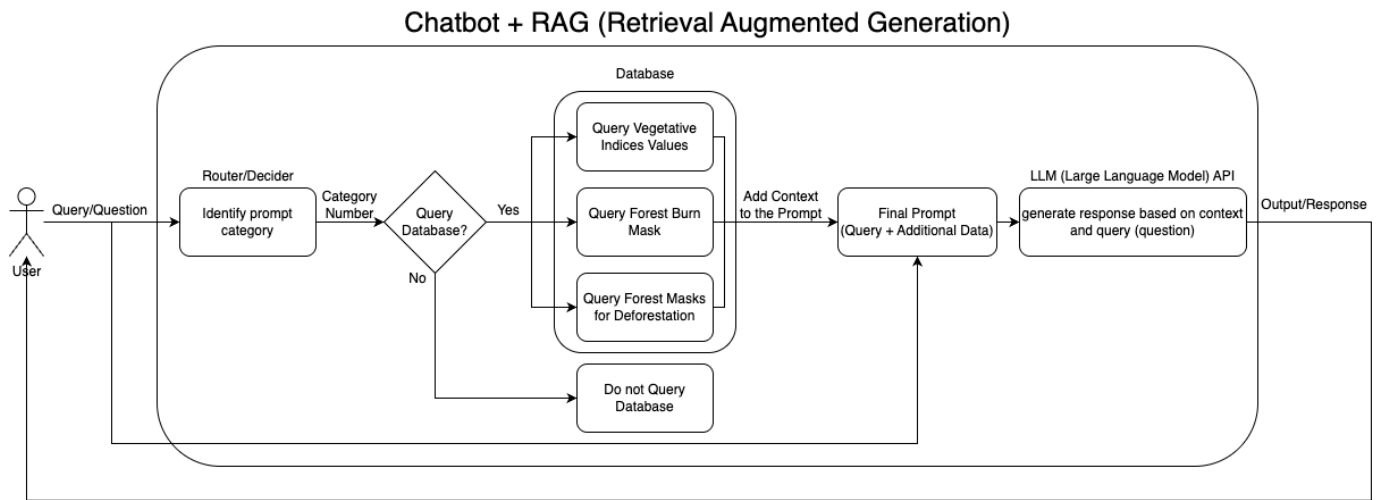 Chatbot + RAG (Retrieval Augmented Generation)
Database
Query Vegetative
Indices Values
Router/Decider
LLM (Large Language Model) API
Query/Question
Identify prompt
category
Category
Number
Query
Database?
Yes
No
Query Forest Burn
Mask
Query Forest Masks
for Deforestation
Do not Query
Database
Add Context
to the Prompt
Final Prompt
(Query + Additional Data)
generate response based on context
and query (question)
Output/Response
User